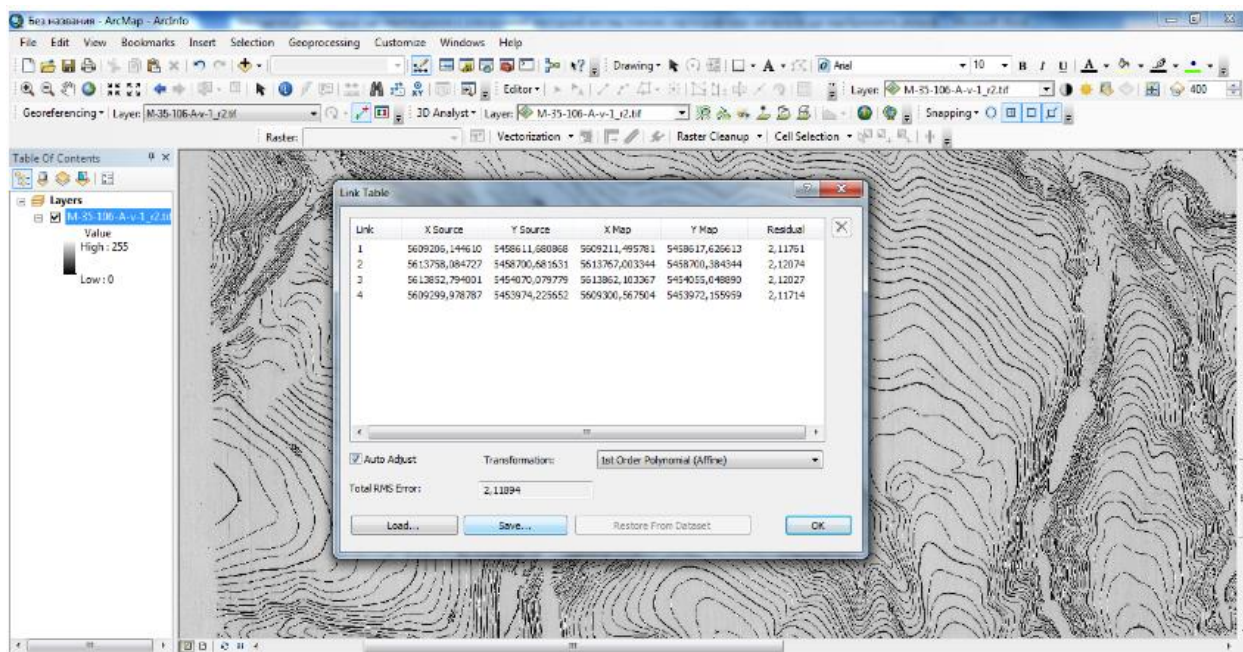 Без названия - ArcMap - ArcInfo
File Edit View Bookmarks Insert Selection Geoprocessing Customize Windows Help
Drawing Arial 10 B I U A
Editor Layer: M-35-106-A-v-1_r2.tif 400
Georeferencing Layer: M-35-106-A-v-1_r2.tif 3D Analyst Layer: M-35-106-A-v-1_r2.tif Snapping
Raster: Vectorization Raster Cleanup Cell Selection
Table Of Contents
Layers
M-35-106-A-v-1_r2.tif
Value
High : 255
Low : 0
Link Table
Link X Source Y Source X Map Y Map Residual
1 5609206,144610 5458611,680868 5609211,495781 5458617,626613 2,11761
2 5613758,084727 5458700,681631 5613767,003344 5458700,384344 2,12074
3 5613852,794001 5454070,079779 5613862,103367 5454055,048890 2,12027
4 5609299,978787 5453974,225652 5609300,567504 5453972,155959 2,11714
Auto Adjust Transformation: 1st Order Polynomial (Affine)
Total RMS Error: 2,11894
Load... Save... Restore From Dataset OK